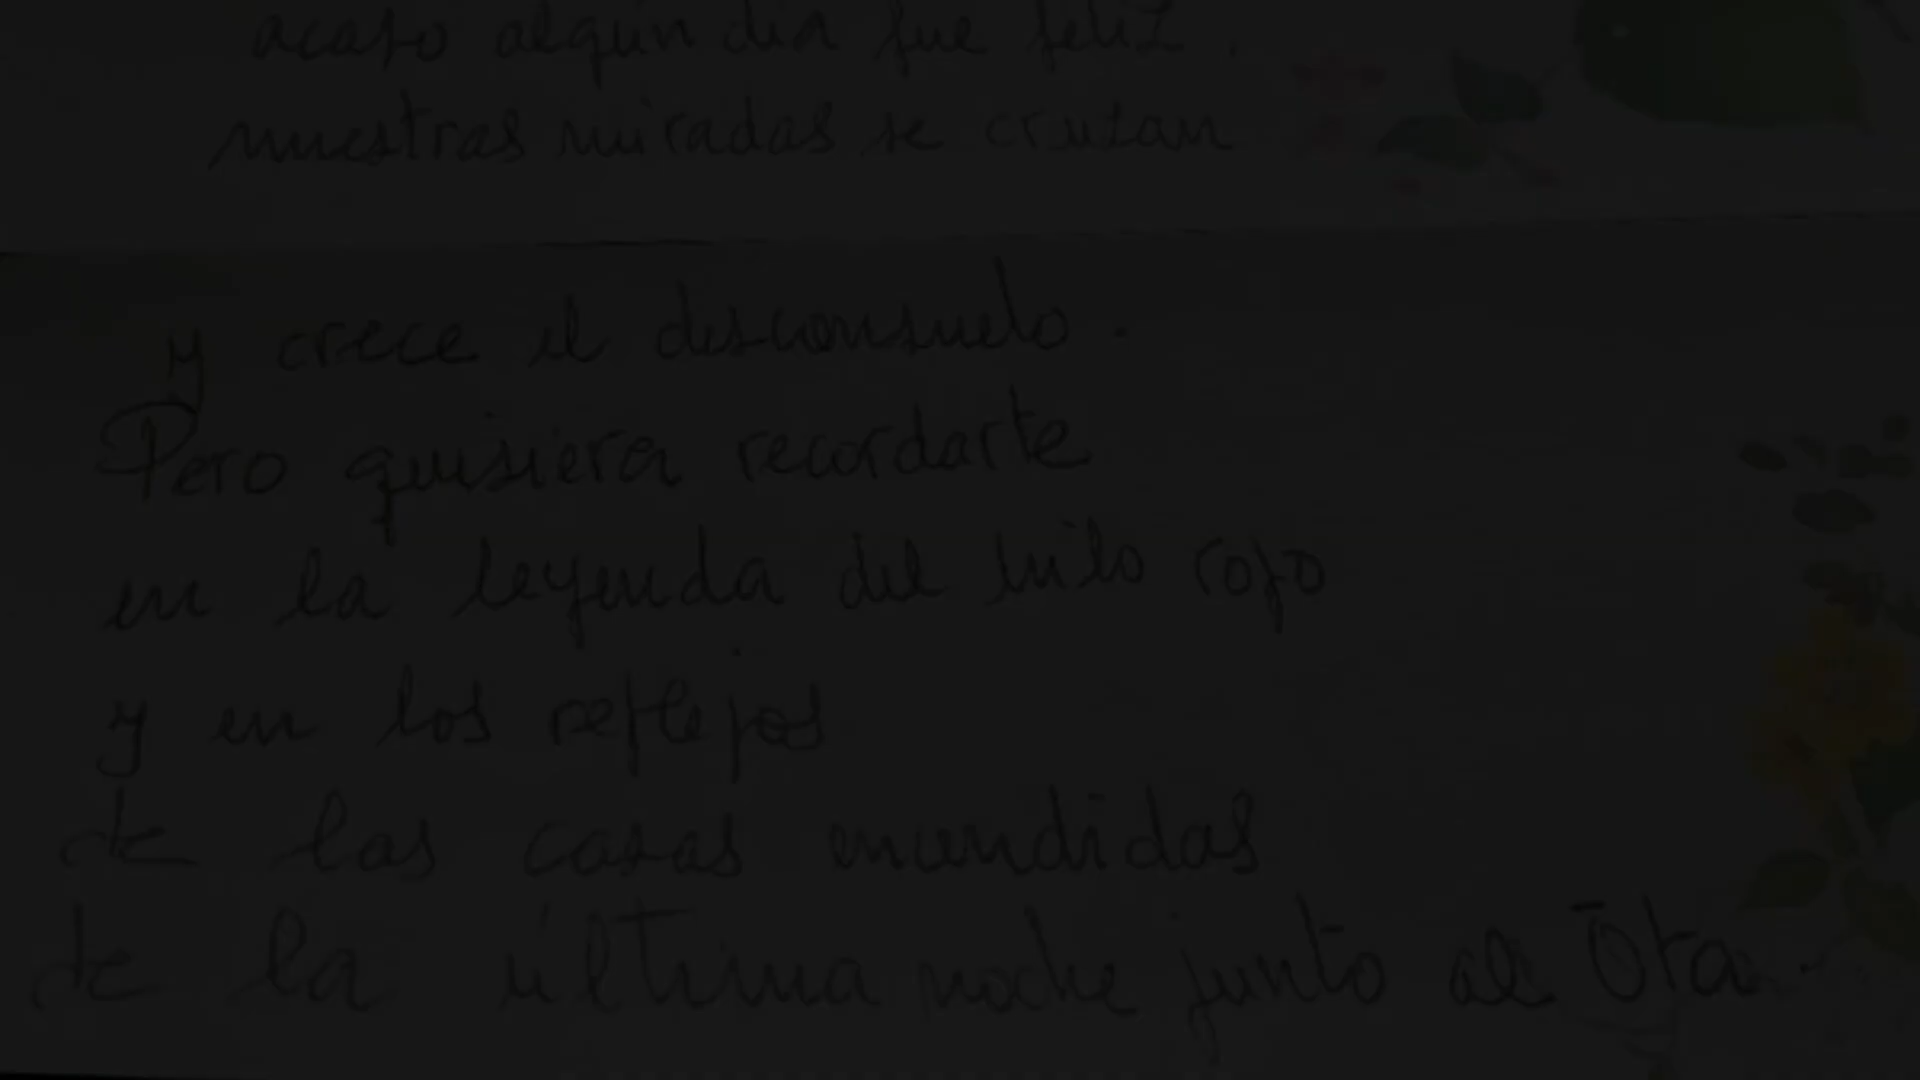 acaso algún día fue feliz.
nuestras miradas se cruzan
y crece el desconsuelo.
Pero quisiera recordarte
en la leyenda del hilo rojo
y en los reflejos
de las casas encendidas
de la última noche junto al Ōta.